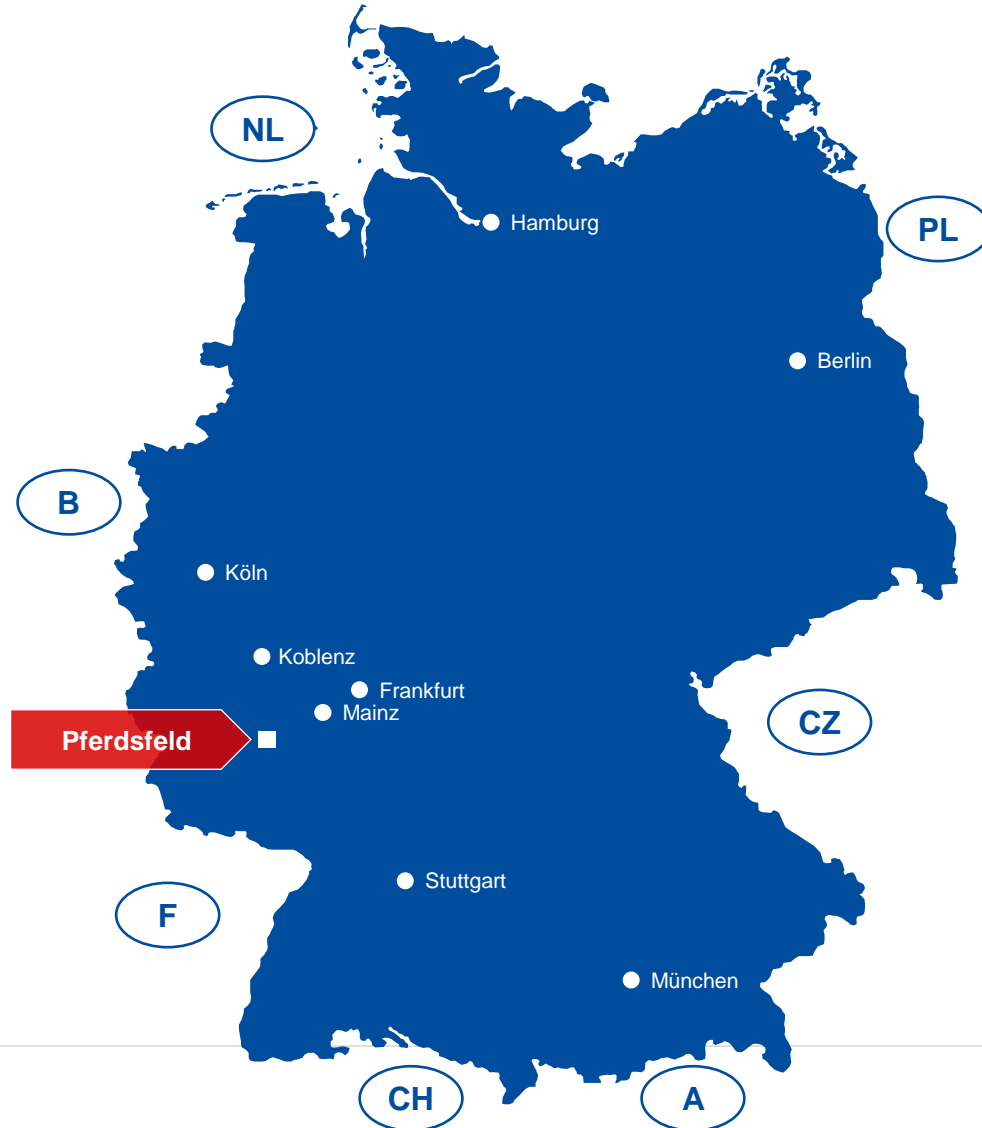 NL
Hamburg
PL
Berlin
B
Köln
Koblenz
Frankfurt
Mainz
Pferdsfeld
CZ
Stuttgart
F
München
CH
A